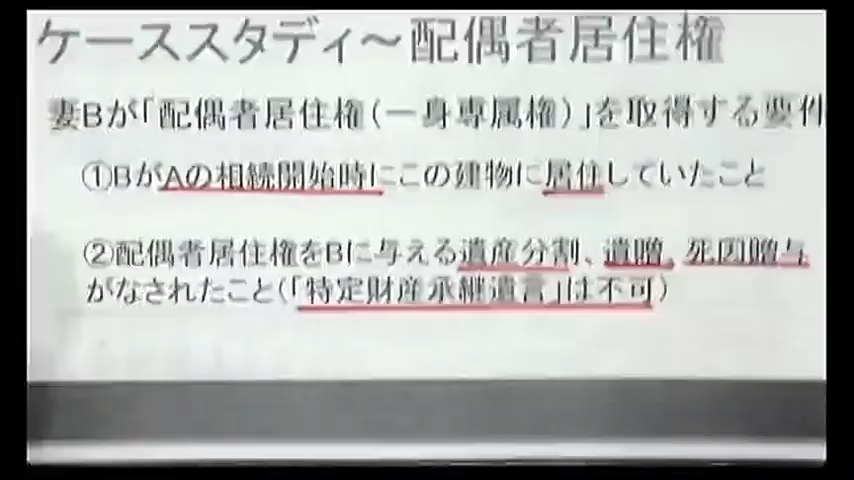 ケーススタディ～配偶者居住権
妻Bが「配偶者居住権(一身専属権)」を取得する要件
①BがAの相続開始時にこの建物に居住していたこと
②配偶者居住権をBに与える遺産分割、遺贈、死因贈与
がなされたこと(「特定財産承継遺言」は不可)